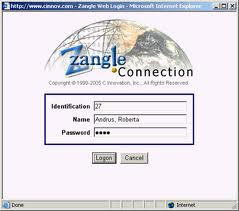 http://www.cinnov.com - Zangle Web Login - Microsoft Internet Explorer
Zangle
Connection
Copyright © 1999-2005 C Innovation, Inc., All Rights Reserved.
Identification 27
Name Andrus, Roberta
Password ••••
Logon Cancel
Done Internet